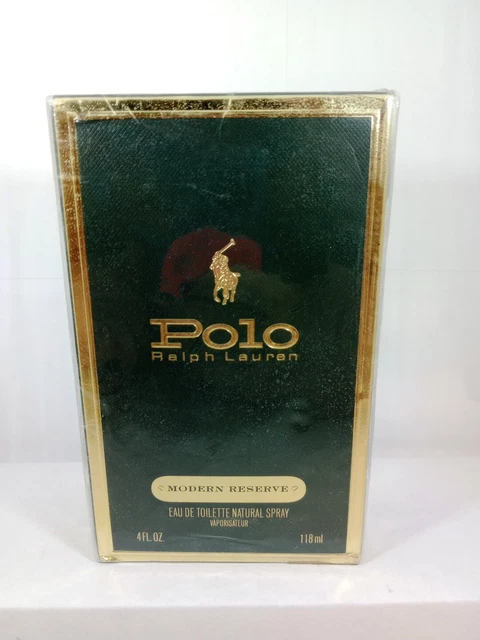 Polo
Ralph Lauren
MODERN RESERVE
EAU DE TOILETTE NATURAL SPRAY
VAPORISATEUR
4 FL. OZ. 118 ml